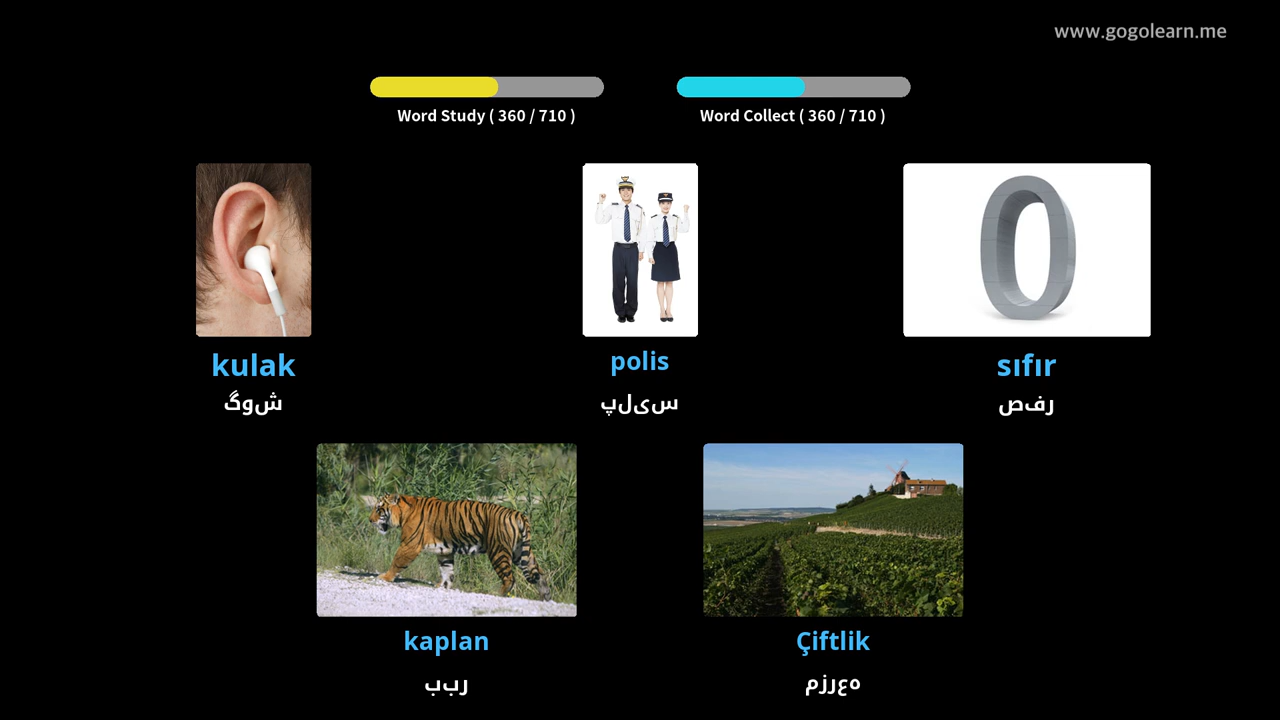 www.gogolearn.me
Word Study ( 360 / 710 )
Word Collect ( 360 / 710 )
kulak
شوگ
polis
سیلپ
sıfır
رفص
kaplan
ربب
Çiftlik
هعرزم